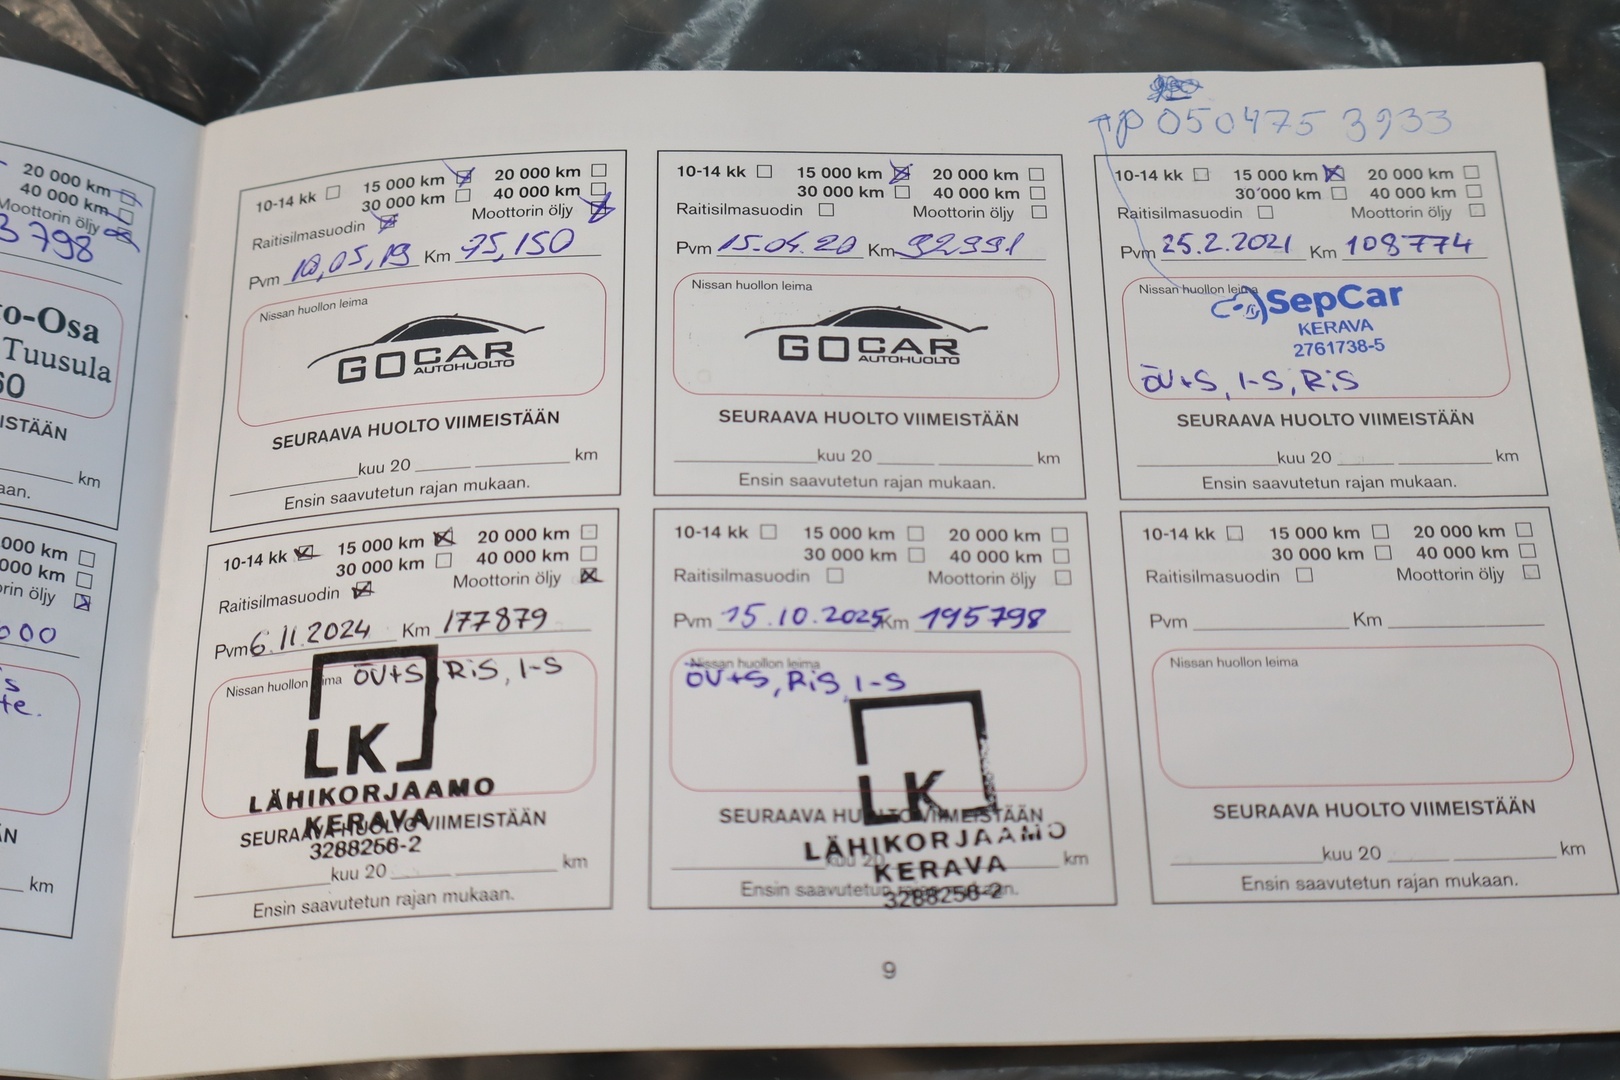 20 000 km
40 000 km
Moottorin öljy
3 798
o-Osa
Tuusula
60
ISTÄÄN
km
aan.
000 km
000 km
orin öljy
000
s
te.
ÄN
km
p 050 475 3933
10-14 kk 15 000 km 20 000 km
30 000 km 40 000 km
Raitisilmasuodin Moottorin öljy
Pvm 10,05,19 Km 75,150
Nissan huollon leima
GOCAR
AUTOHUOLTO
SEURAAVA HUOLTO VIIMEISTÄÄN
kuu 20 km
Ensin saavutetun rajan mukaan.
10-14 kk 15 000 km 20 000 km
30 000 km 40 000 km
Raitisilmasuodin Moottorin öljy
Pvm 15.04.20 Km 92991
Nissan huollon leima
GOCAR
AUTOHUOLTO
SEURAAVA HUOLTO VIIMEISTÄÄN
kuu 20 km
Ensin saavutetun rajan mukaan.
10-14 kk 15 000 km 20 000 km
30 000 km 40 000 km
Raitisilmasuodin Moottorin öljy
Pvm 25.2.2021 Km 108774
Nissan huollon leima
SepCar
KERAVA
2761738-5
ÖV+S, I-S, RiS
SEURAAVA HUOLTO VIIMEISTÄÄN
kuu 20 km
Ensin saavutetun rajan mukaan.
10-14 kk 15 000 km 20 000 km
30 000 km 40 000 km
Raitisilmasuodin Moottorin öljy
Pvm 6.11.2024 Km 177879
Nissan huollon leima ÖV+S, RiS, I-S
LK
LÄHIKORJAAMO
KERAVA
SEURAAVA HUOLTO VIIMEISTÄÄN
3288256-2
kuu 20 km
Ensin saavutetun rajan mukaan.
10-14 kk 15 000 km 20 000 km
30 000 km 40 000 km
Raitisilmasuodin Moottorin öljy
Pvm 15.10.2025 Km 195798
Nissan huollon leima
ÖV+S, RiS, I-S
LK
SEURAAVA HUOLTO VIIMEISTÄÄN
LÄHIKORJAAMO
kuu 20 km
KERAVA
Ensin saavutetun rajan mukaan.
3288256-2
10-14 kk 15 000 km 20 000 km
30 000 km 40 000 km
Raitisilmasuodin Moottorin öljy
Pvm Km
Nissan huollon leima
SEURAAVA HUOLTO VIIMEISTÄÄN
kuu 20 km
Ensin saavutetun rajan mukaan.
9